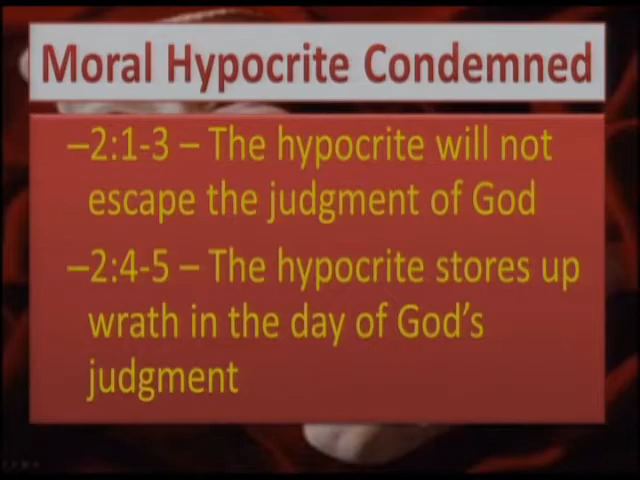 Moral Hypocrite Condemned
–2:1-3 – The hypocrite will not
escape the judgment of God
–2:4-5 – The hypocrite stores up
wrath in the day of God's
judgment